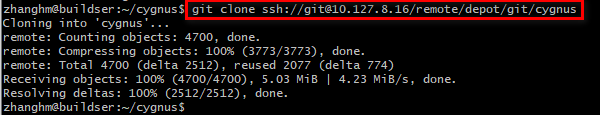 zhanghm@buildser:~/cygnus$ git clone ssh://git@10.127.8.16/remote/depot/git/cygnus
Cloning into 'cygnus'...
remote: Counting objects: 4700, done.
remote: Compressing objects: 100% (3773/3773), done.
remote: Total 4700 (delta 2512), reused 2077 (delta 774)
Receiving objects: 100% (4700/4700), 5.03 MiB | 4.23 MiB/s, done.
Resolving deltas: 100% (2512/2512), done.
zhanghm@buildser:~/cygnus$